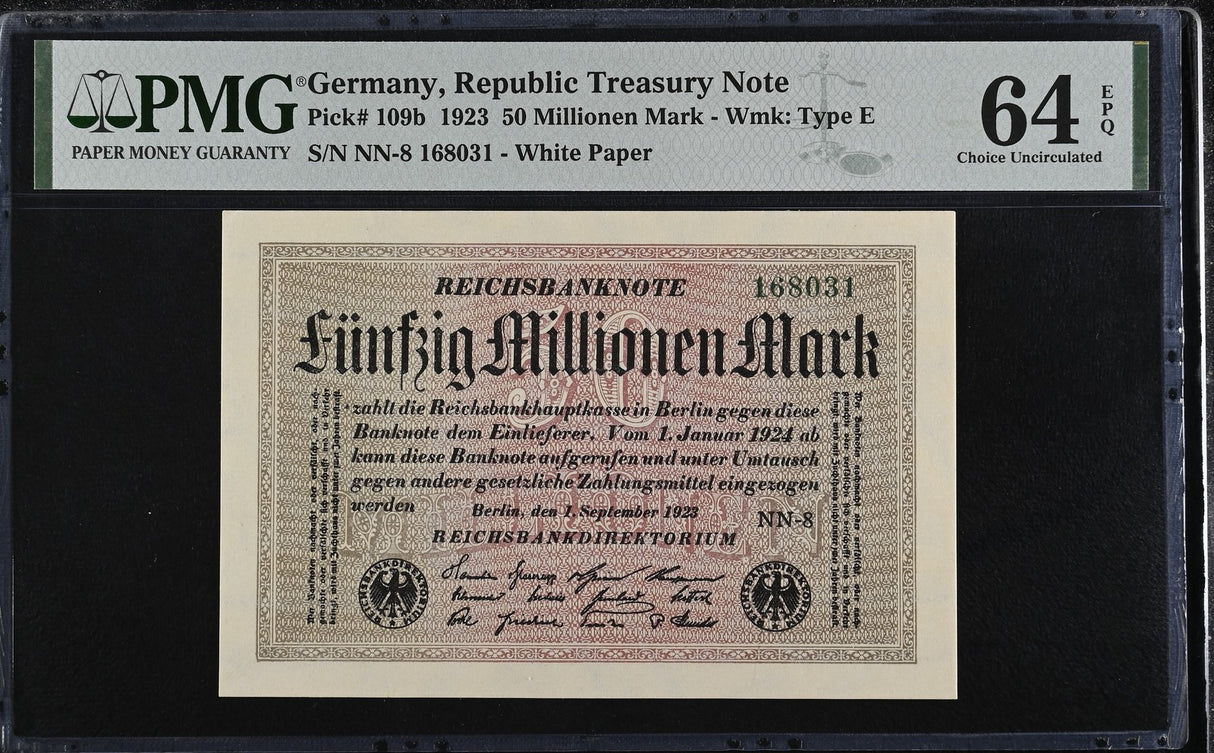 PMG®
PAPER MONEY GUARANTY
Germany, Republic Treasury Note
Pick# 109b 1923 50 Millionen Mark - Wmk: Type E
S/N NN-8 168031 - White Paper
64
EPQ
Choice Uncirculated
REICHSBANKNOTE 168031
50
Fünfzig Millionen Mark
zahlt die Reichsbankhauptkasse in Berlin gegen diese
Banknote dem Einlieferer. Vom 1. Januar 1924 ab
kann diese Banknote aufgerufen und unter Umtausch
gegen andere gesetzliche Zahlungsmittel eingezogen
werden Berlin, den 1. September 1923
NN-8
REICHSBANKDIREKTORIUM
REICHSBANKDIREKTORIUM
REICHSBANKDIREKTORIUM